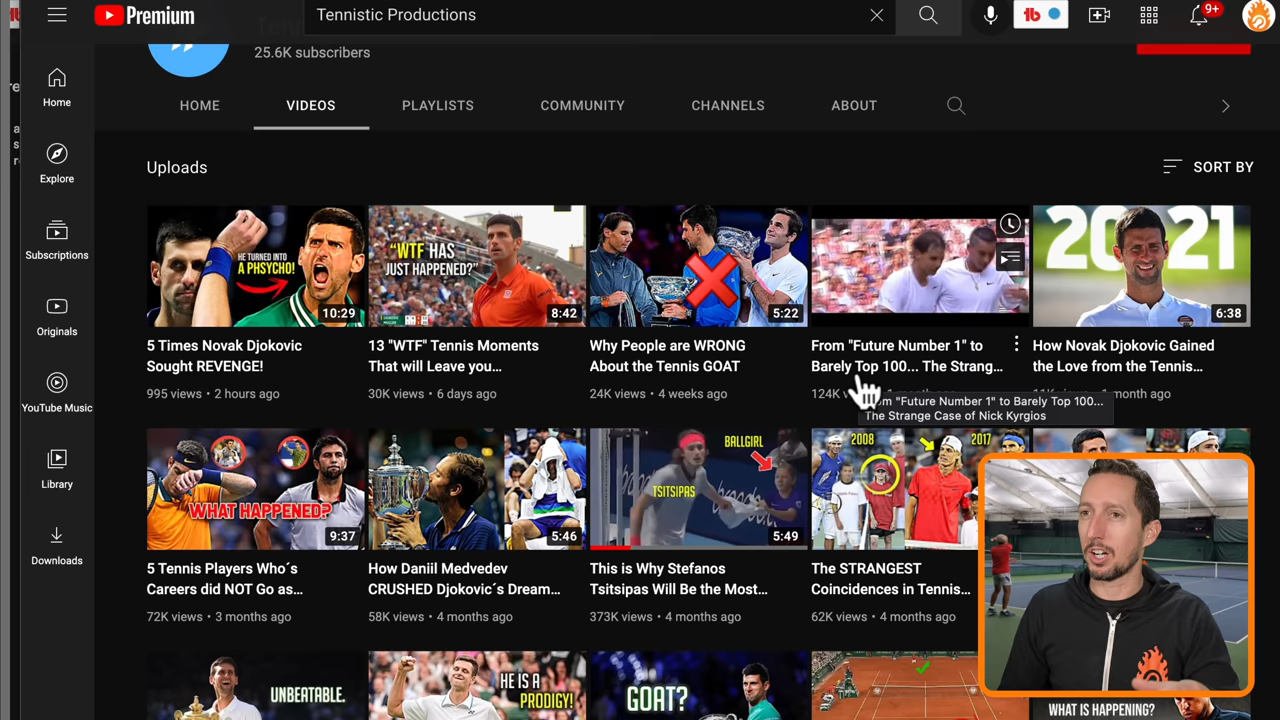 Premium
Tennistic Productions
9+
25.6K subscribers
HOME
VIDEOS
PLAYLISTS
COMMUNITY
CHANNELS
ABOUT
Home
Explore
Subscriptions
Originals
YouTube Music
Library
Downloads
Uploads
SORT BY
HE TURNED INTO
A PHSYCHO!
10:29
"WTF HAS
JUST HAPPENED?"
8:42
5:22
2021
6:38
5 Times Novak Djokovic
Sought REVENGE!
995 views • 2 hours ago
13 "WTF" Tennis Moments
That will Leave you...
30K views • 6 days ago
Why People are WRONG
About the Tennis GOAT
24K views • 4 weeks ago
From "Future Number 1" to
Barely Top 100... The Strang...
124K
om "Future Number 1" to Barely Top 100...
The Strange Case of Nick Kyrgios
How Novak Djokovic Gained
the Love from the Tennis...
month ago
WHAT HAPPENED?
9:37
5:46
BALLGIRL
TSITSIPAS
5:49
2008
2017
5 Tennis Players Who´s
Careers did NOT Go as...
72K views • 3 months ago
How Daniil Medvedev
CRUSHED Djokovic´s Dream...
58K views • 4 months ago
This is Why Stefanos
Tsitsipas Will Be the Most...
373K views • 4 months ago
The STRANGEST
Coincidences in Tennis...
62K views • 4 months ago
UNBEATABLE.
HE IS A
PRODIGY!
GOAT?
WHAT IS HAPPENING?